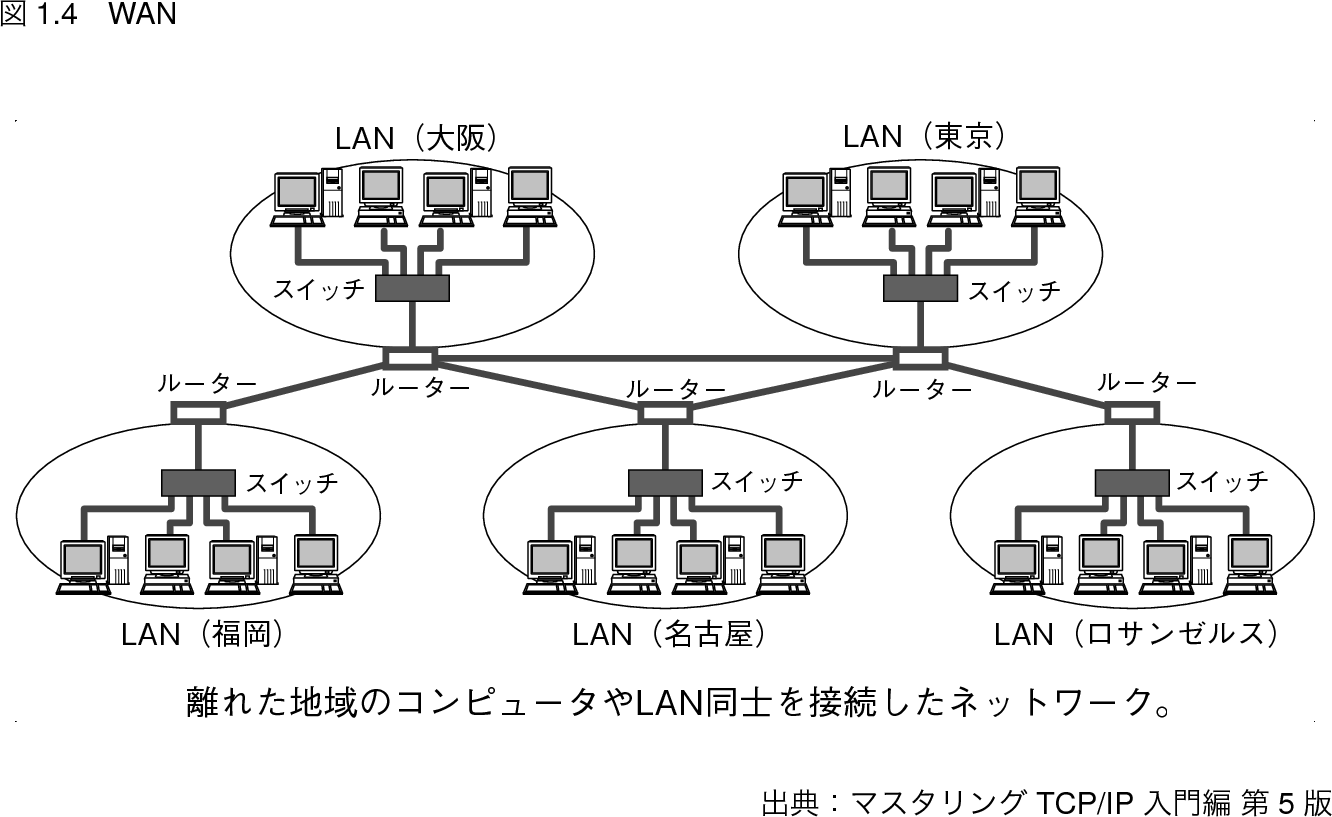 図 1.4　WAN
LAN（大阪）
LAN（東京）
スイッチ
スイッチ
ルーター
ルーター
ルーター
ルーター
ルーター
スイッチ
スイッチ
スイッチ
LAN（福岡）
LAN（名古屋）
LAN（ロサンゼルス）
離れた地域のコンピュータやLAN同士を接続したネットワーク。
出典：マスタリング TCP/IP 入門編 第 5 版